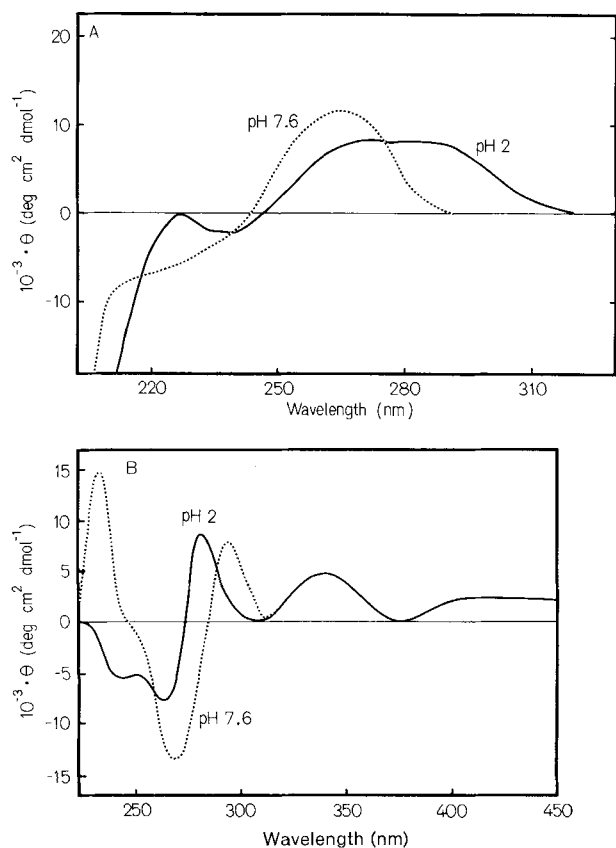 A
20
10
0
-10
10⁻³ · Θ (deg cm² dmol⁻¹)
pH 7.6
pH 2
220
250
280
310
Wavelength (nm)
B
15
10
5
0
-5
-10
-15
10⁻³ · Θ (deg cm² dmol⁻¹)
pH 2
pH 7.6
250
300
350
400
450
Wavelength (nm)